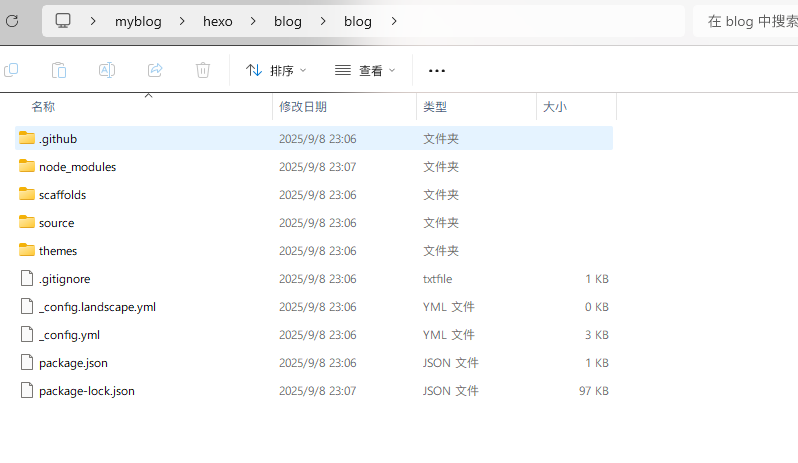 myblog > hexo > blog > blog >
在 blog 中搜索
排序 查看 ...
名称 修改日期 类型 大小
.github 2025/9/8 23:06 文件夹
node_modules 2025/9/8 23:07 文件夹
scaffolds 2025/9/8 23:06 文件夹
source 2025/9/8 23:06 文件夹
themes 2025/9/8 23:06 文件夹
.gitignore 2025/9/8 23:06 txtfile 1 KB
_config.landscape.yml 2025/9/8 23:06 YML 文件 0 KB
_config.yml 2025/9/8 23:06 YML 文件 3 KB
package.json 2025/9/8 23:06 JSON 文件 1 KB
package-lock.json 2025/9/8 23:07 JSON 文件 97 KB